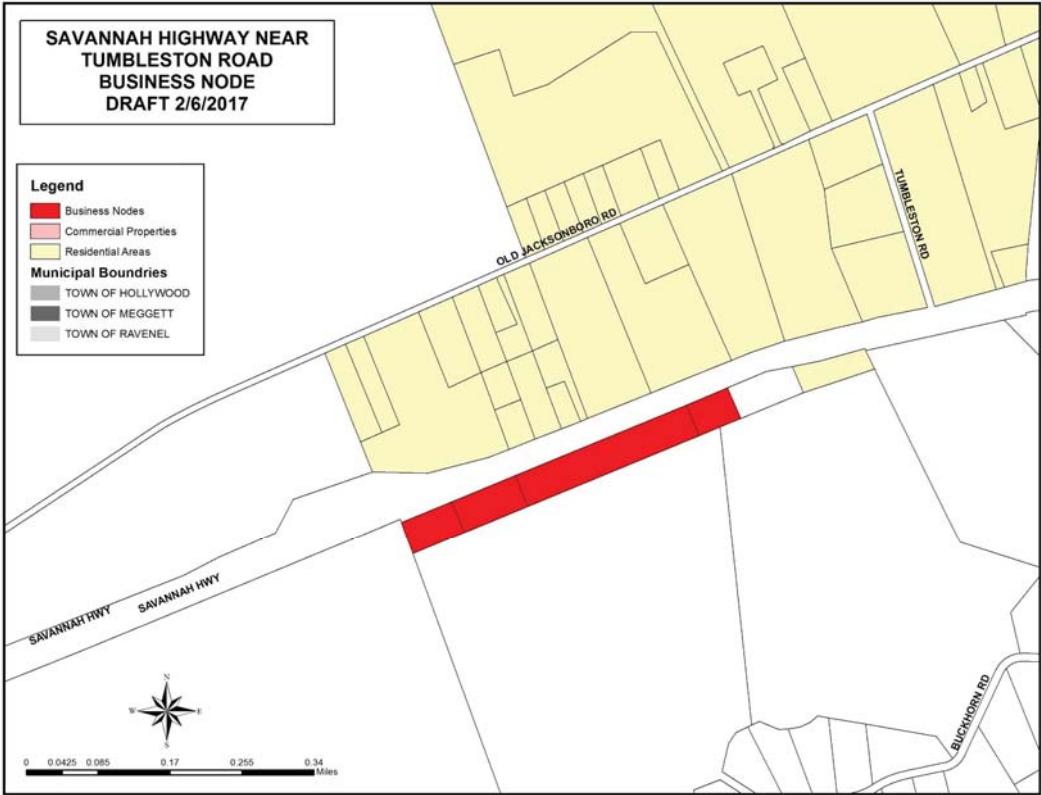 SAVANNAH HIGHWAY NEAR
TUMBLESTON ROAD
BUSINESS NODE
DRAFT 2/6/2017
Legend
Business Nodes
Commercial Properties
Residential Areas
Municipal Boundries
TOWN OF HOLLYWOOD
TOWN OF MEGGETT
TOWN OF RAVENEL
OLD JACKSONBORO RD
TUMBLESTON RD
SAVANNAH HWY
SAVANNAH HWY
BUCKHORN RD
N
W E
S
0 0.0425 0.085 0.17 0.255 0.34
Miles